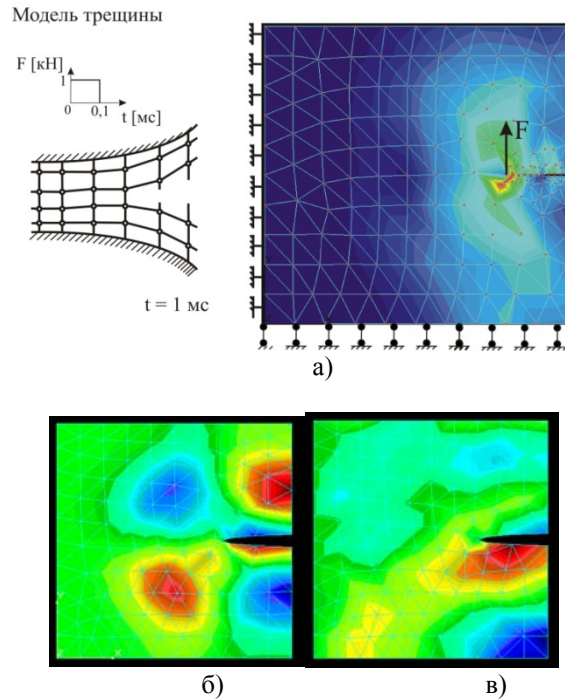 Модель трещины
F [кН]
1
0
0,1
t [мс]
t = 1 мс
F
а)
Y
X
б)
в)